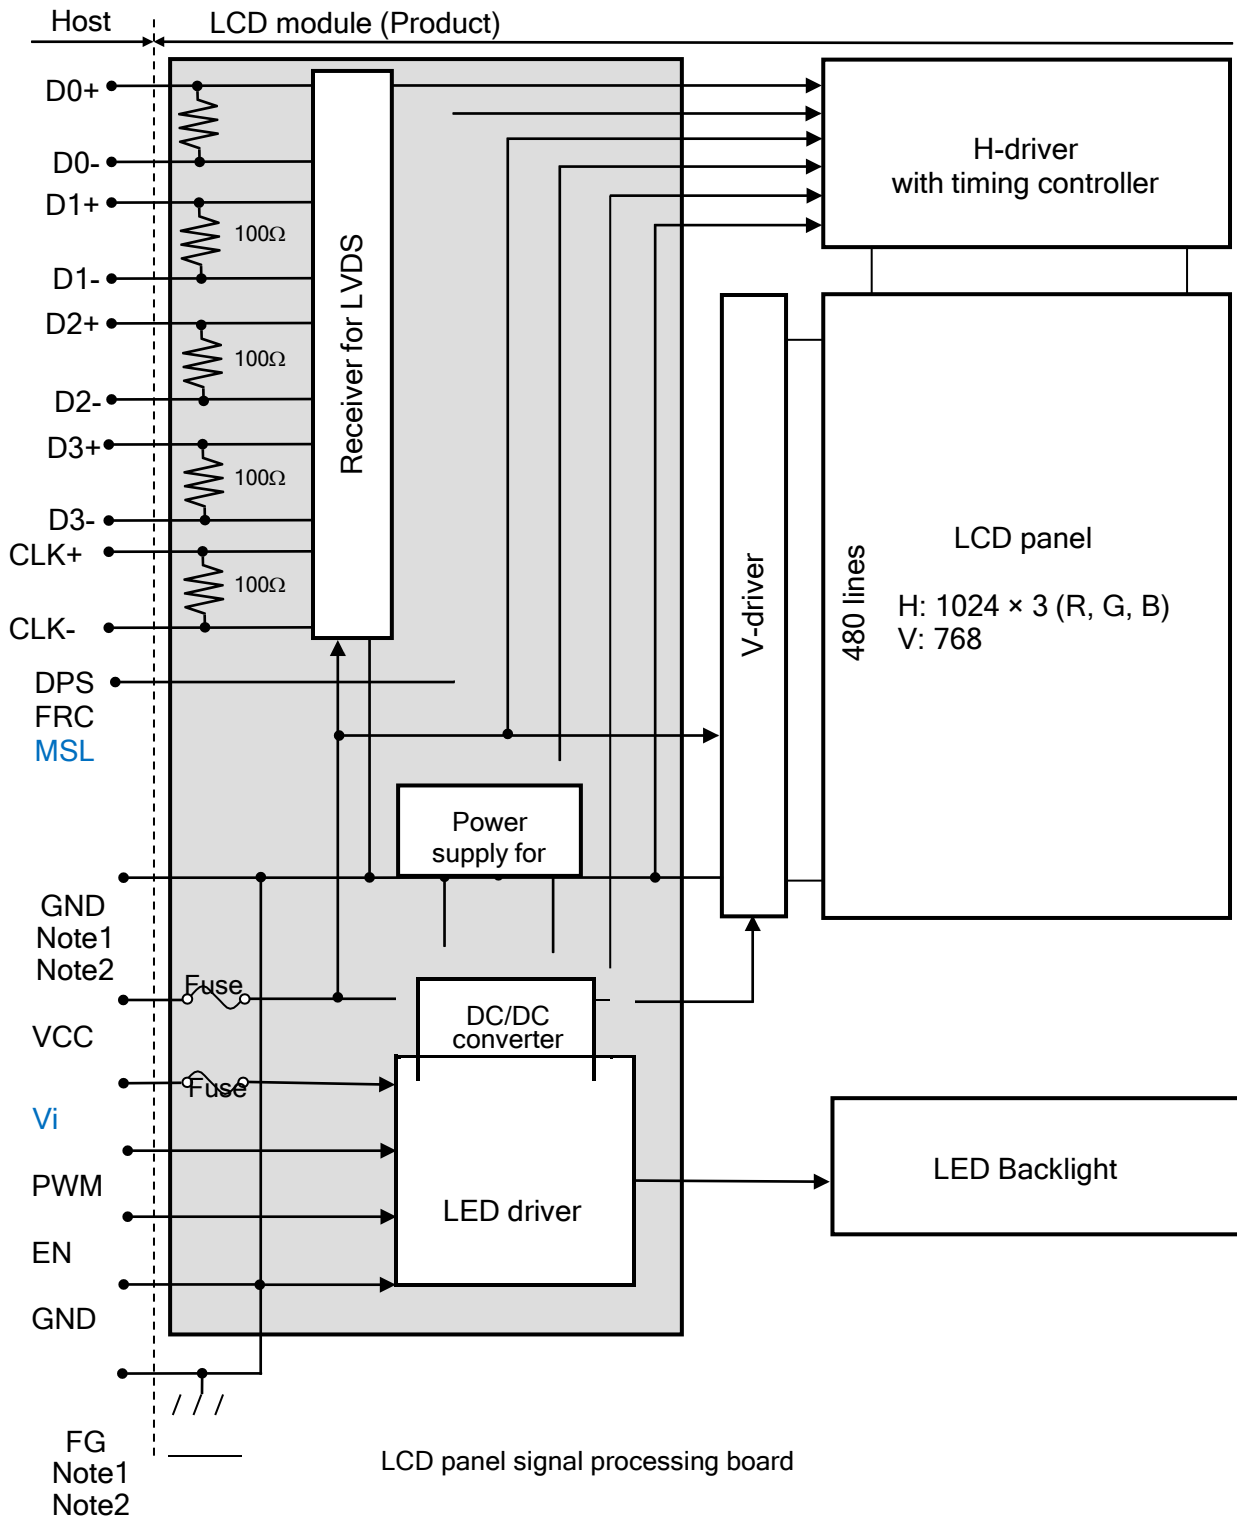 Host
LCD module (Product)
D0+
D0-
D1+
100Ω
D1-
D2+
100Ω
D2-
D3+
100Ω
D3-
CLK+
100Ω
CLK-
Receiver for LVDS
H-driver
with timing controller
V-driver
480 lines
LCD panel
H: 1024 × 3 (R, G, B)
V: 768
DPS
FRC
MSL
Power
supply for
GND
Note1
Note2
Fuse
VCC
DC/DC
converter
Fuse
Vi
PWM
LED driver
LED Backlight
EN
GND
FG
Note1
Note2
LCD panel signal processing board